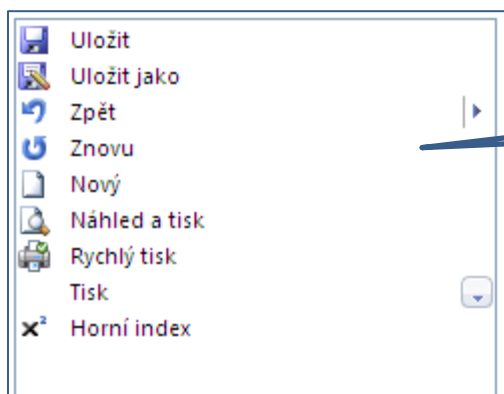 Uložit
Uložit jako
Zpět
Znovu
Nový
Náhled a tisk
Rychlý tisk
Tisk
Horní index